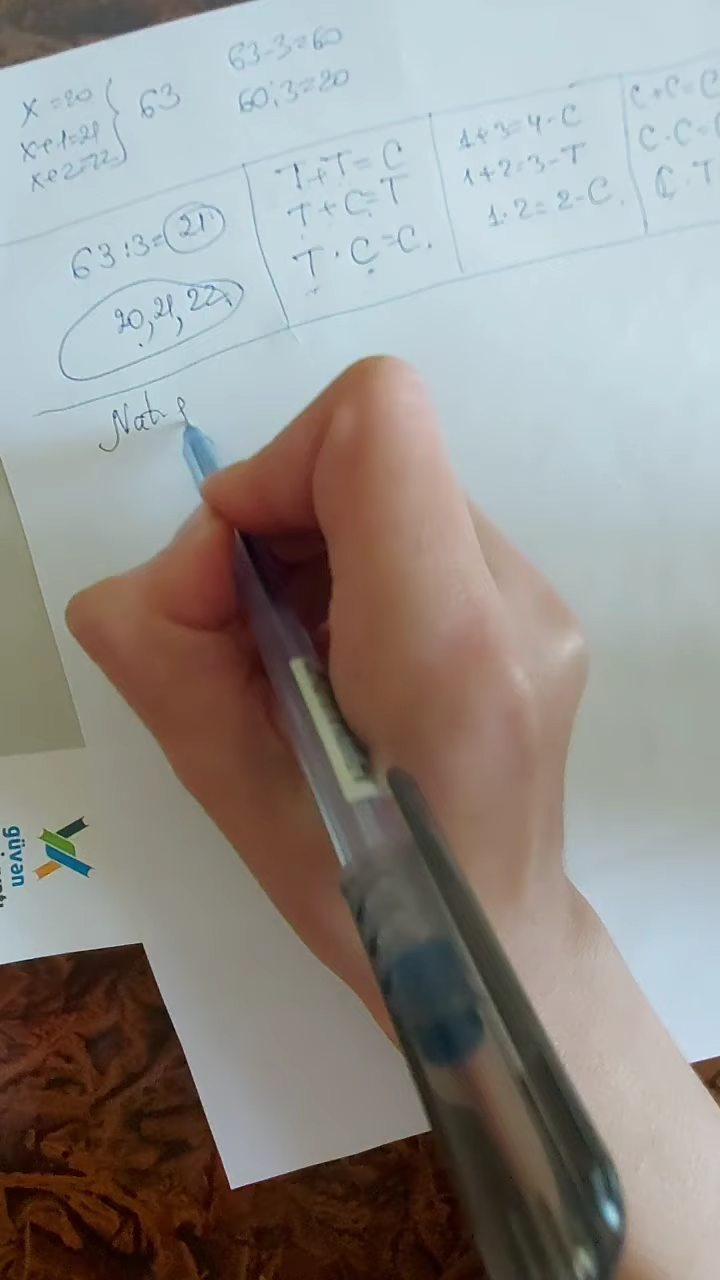 x=20
x+1=21
x+2=22
63
63-3=60
60:3=20
63:3=21
20, 21, 22
T+T=C
T+C=T
T·C=C.
1+3=4-C
1+2=3-T
1·2=2-C.
C+C=C
C·C=
C·T
Nat
güvən